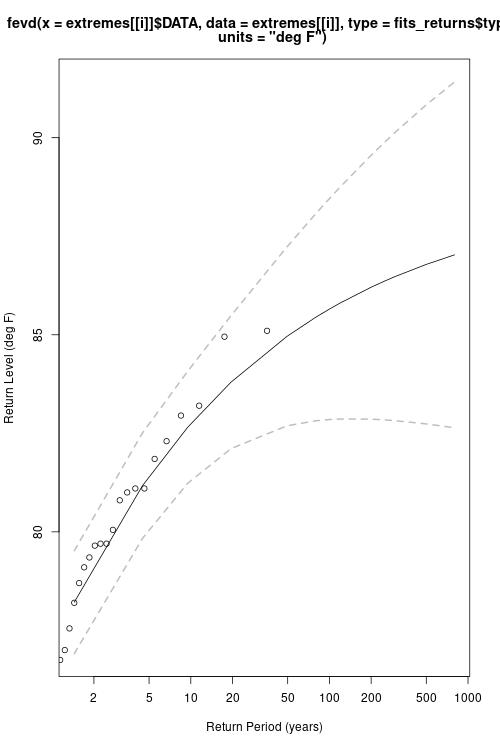 fevd(x = extremes[[i]]$DATA, data = extremes[[i]], type = fits_returns$typ
units = "deg F")
90
85
80
Return Level (deg F)
2 5 10 20 50 100 200 500 1000
Return Period (years)